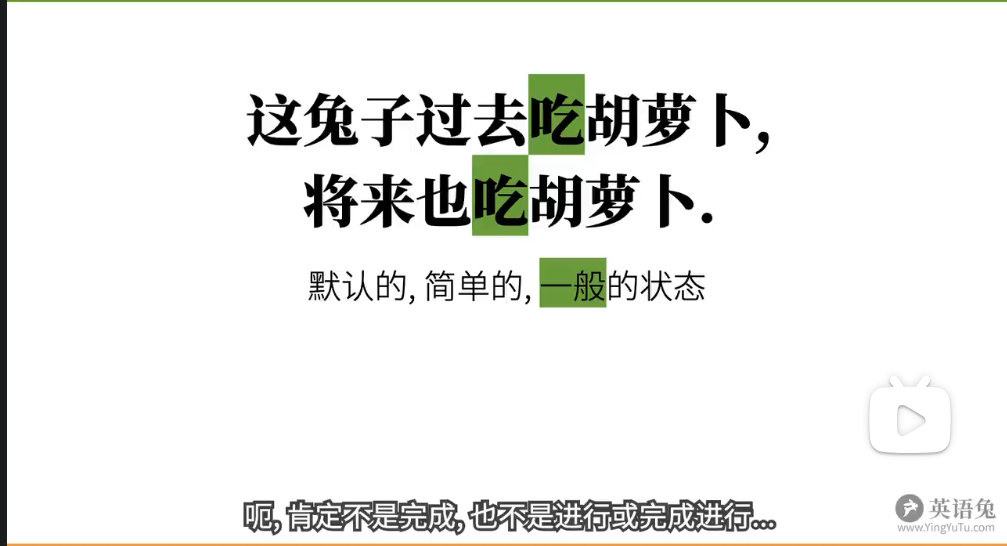 这兔子过去吃胡萝卜,
将来也吃胡萝卜.
默认的, 简单的, 一般的状态
呃, 肯定不是完成, 也不是进行或完成进行...
英语兔
www.YingYuTu.com